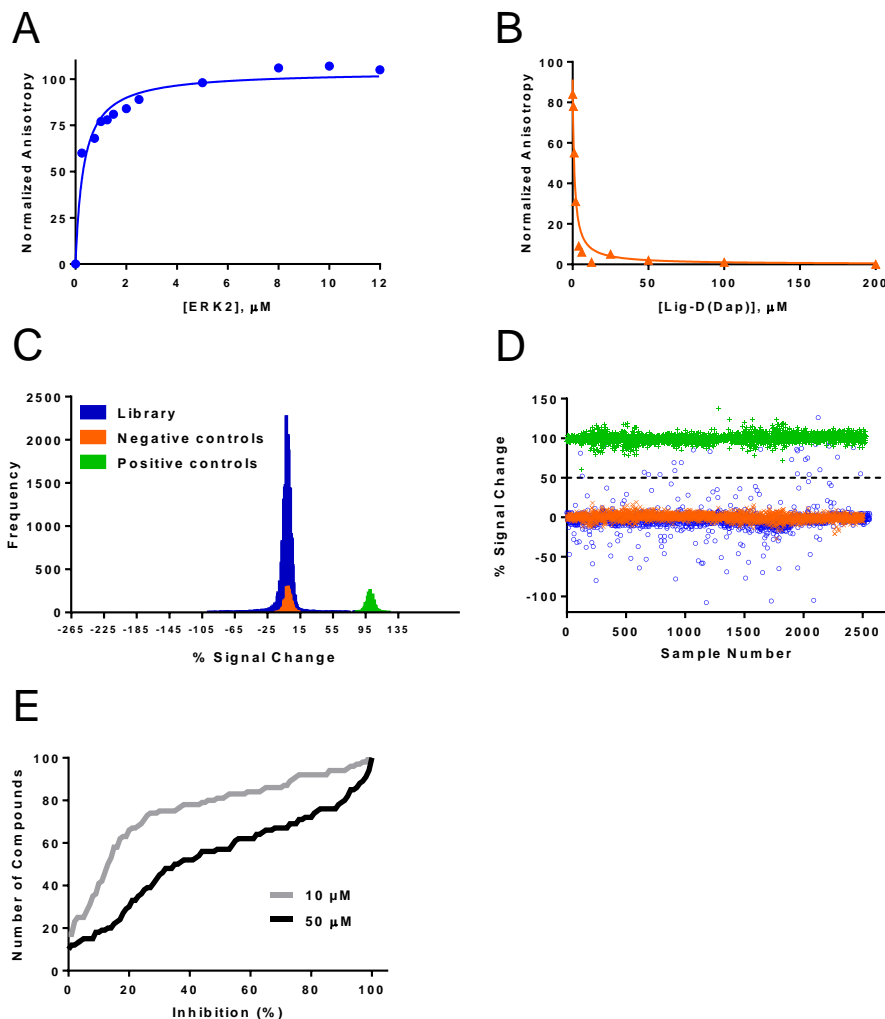 A
Normalized Anisotropy
100
75
50
25
0
0 2 4 6 8 10 12
[ERK2], μM
B
Normalized Anisotropy
100
80
60
40
20
0
0 50 100 150 200
[Lig-D(Dap)], μM
C
Frequency
2500
2000
1500
1000
500
0
Library
Negative controls
Positive controls
-265 -225 -185 -145 -105 -65 -25 15 55 95 135
% Signal Change
D
% Signal Change
150
100
50
0
-50
-100
0 500 1000 1500 2000 2500
Sample Number
E
Number of Compounds
100
80
60
40
20
0
10 μM
50 μM
0 20 40 60 80 100
Inhibition (%)